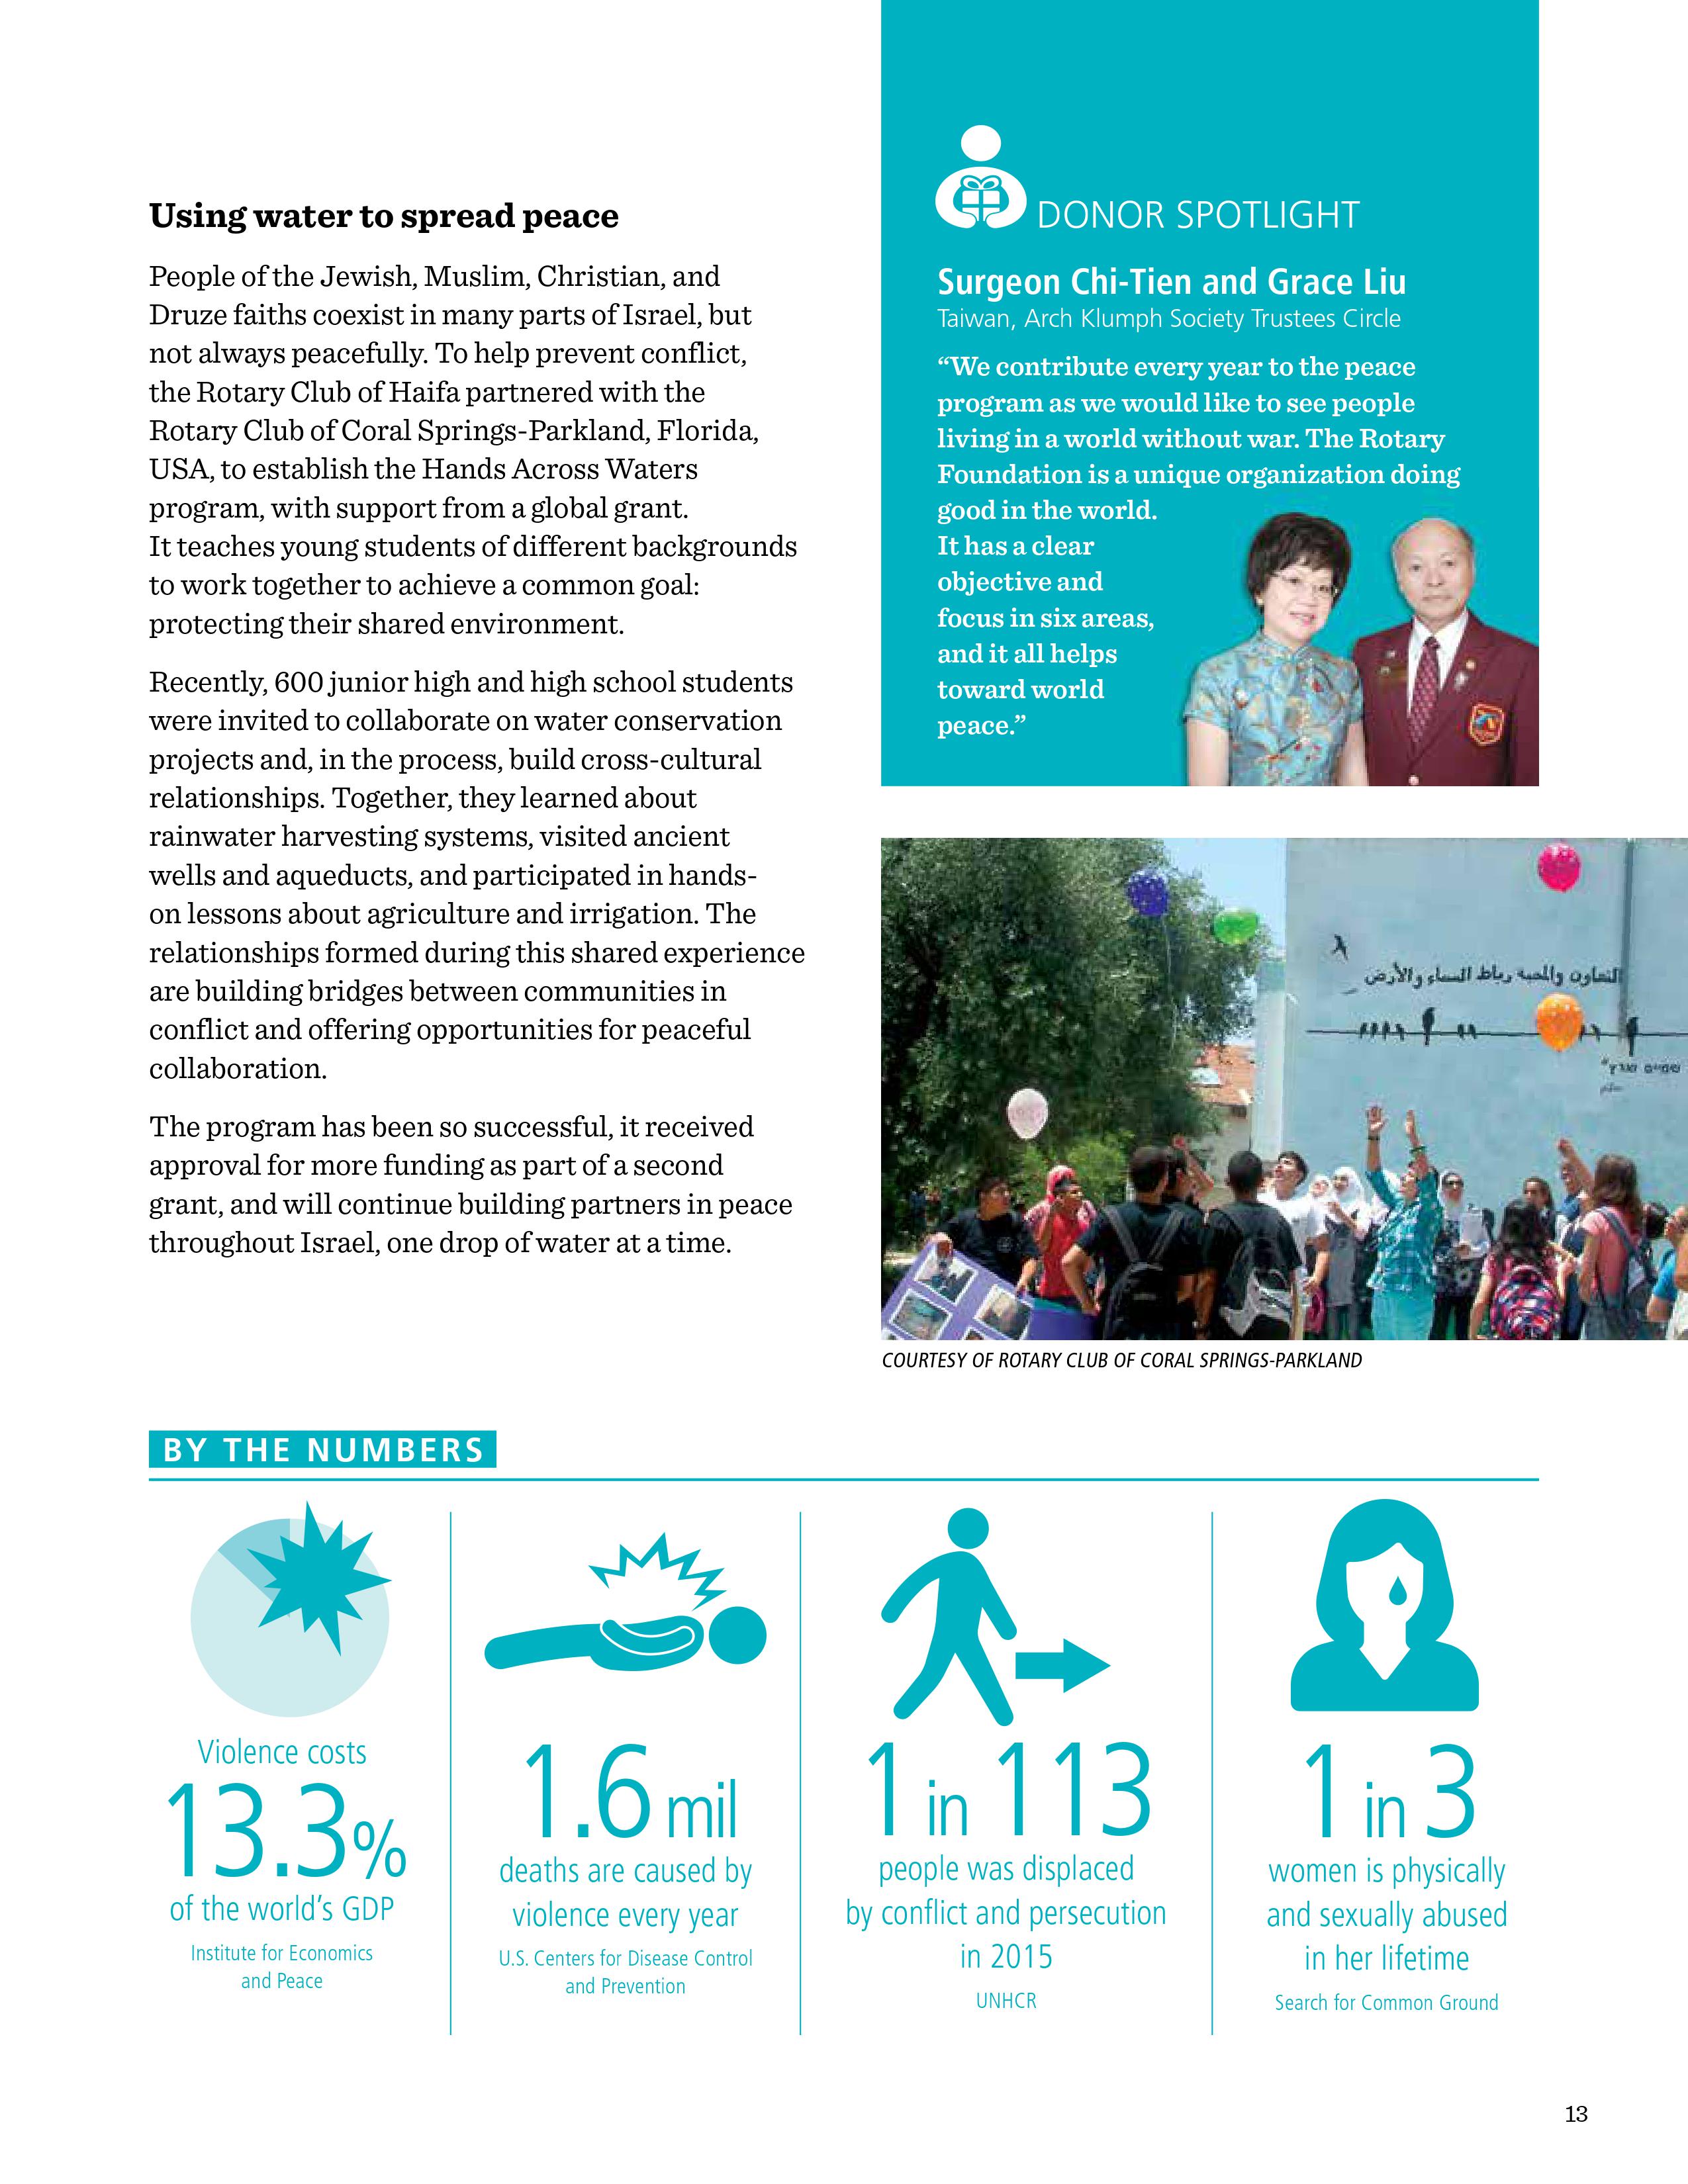 Using water to spread peace
People of the Jewish, Muslim, Christian, and
Druze faiths coexist in many parts of Israel, but
not always peacefully. To help prevent conflict,
the Rotary Club of Haifa partnered with the
Rotary Club of Coral Springs-Parkland, Florida,
USA, to establish the Hands Across Waters
program, with support from a global grant.
It teaches young students of different backgrounds
to work together to achieve a common goal:
protecting their shared environment.
Recently, 600 junior high and high school students
were invited to collaborate on water conservation
projects and, in the process, build cross-cultural
relationships. Together, they learned about
rainwater harvesting systems, visited ancient
wells and aqueducts, and participated in hands-
on lessons about agriculture and irrigation. The
relationships formed during this shared experience
are building bridges between communities in
conflict and offering opportunities for peaceful
collaboration.
The program has been so successful, it received
approval for more funding as part of a second
grant, and will continue building partners in peace
throughout Israel, one drop of water at a time.
DONOR SPOTLIGHT
Surgeon Chi-Tien and Grace Liu
Taiwan, Arch Klumph Society Trustees Circle
“We contribute every year to the peace
program as we would like to see people
living in a world without war. The Rotary
Foundation is a unique organization doing
good in the world.
It has a clear
objective and
focus in six areas,
and it all helps
toward world
peace.”
التعاون والمحبة رباط السماء والأرض
שמיים וארץ"
COURTESY OF ROTARY CLUB OF CORAL SPRINGS-PARKLAND
BY THE NUMBERS
Violence costs
13.3%
of the world’s GDP
Institute for Economics
and Peace
1.6 mil
deaths are caused by
violence every year
U.S. Centers for Disease Control
and Prevention
1 in 113
people was displaced
by conflict and persecution
in 2015
UNHCR
1 in 3
women is physically
and sexually abused
in her lifetime
Search for Common Ground
13